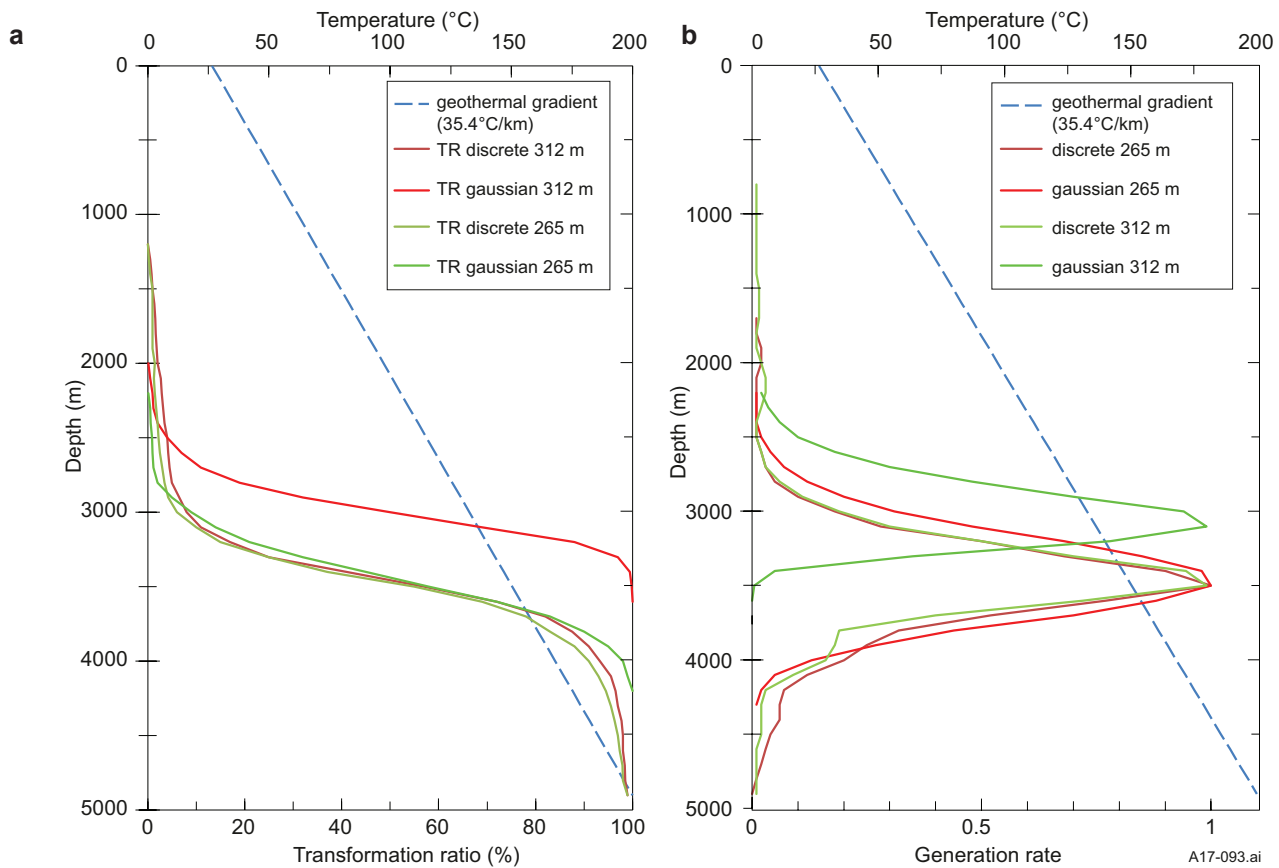 a
Temperature (°C)
0 50 100 150 200
0
1000
2000
3000
4000
5000
Depth (m)
geothermal gradient
(35.4°C/km)
TR discrete 312 m
TR gaussian 312 m
TR discrete 265 m
TR gaussian 265 m
0 20 40 60 80 100
Transformation ratio (%)
b
Temperature (°C)
0 50 100 150 200
0
1000
2000
3000
4000
5000
Depth (m)
geothermal gradient
(35.4°C/km)
discrete 265 m
gaussian 265 m
discrete 312 m
gaussian 312 m
0 0.5 1
Generation rate
A17-093.ai